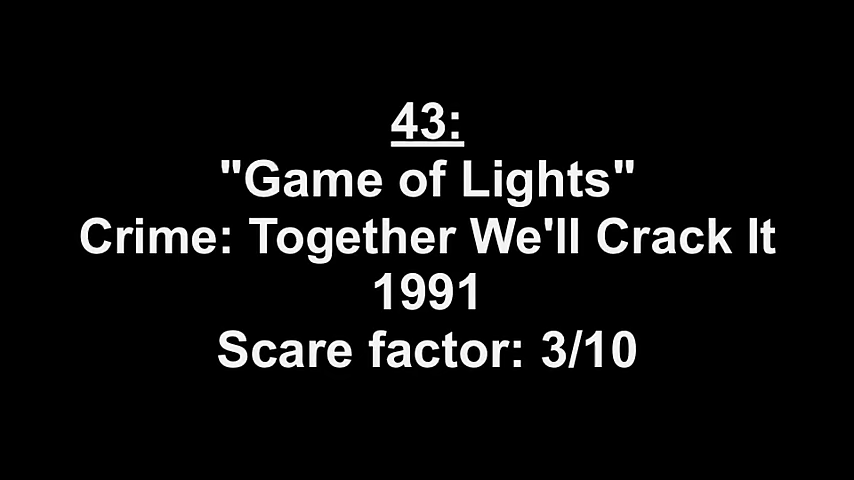 43:
"Game of Lights"
Crime: Together We'll Crack It
1991
Scare factor: 3/10